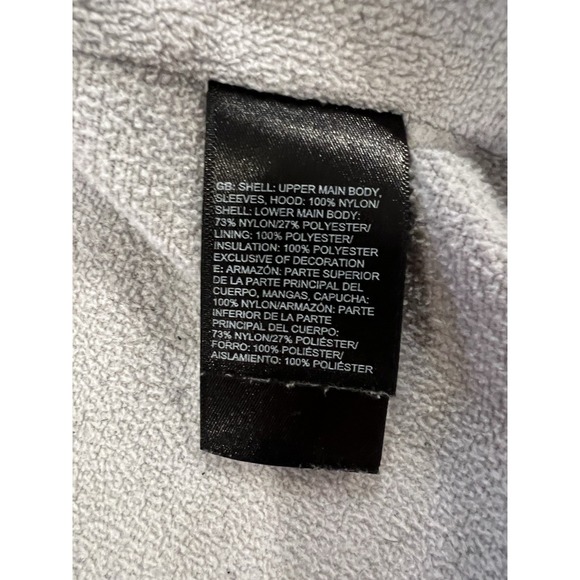 GB: SHELL: UPPER MAIN BODY,
SLEEVES, HOOD: 100% NYLON/
SHELL: LOWER MAIN BODY:
73% NYLON/27% POLYESTER/
LINING: 100% POLYESTER/
INSULATION: 100% POLYESTER
EXCLUSIVE OF DECORATION
E: ARMAZÓN: PARTE SUPERIOR
DE LA PARTE PRINCIPAL DEL
CUERPO, MANGAS, CAPUCHA:
100% NYLON/ARMAZÓN: PARTE
INFERIOR DE LA PARTE
PRINCIPAL DEL CUERPO:
73% NYLON/27% POLIÉSTER/
FORRO: 100% POLIÉSTER/
AISLAMIENTO: 100% POLIÉSTER